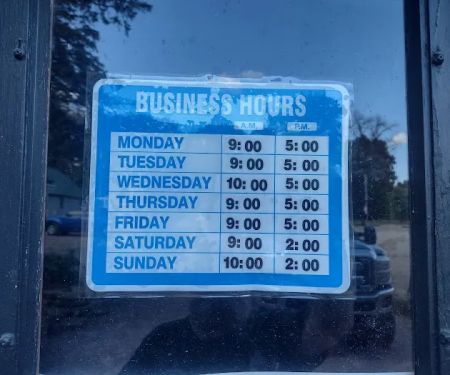 BUSINESS HOURS
A.M. P.M.
MONDAY 9:00 5:00
TUESDAY 9:00 5:00
WEDNESDAY 10:00 5:00
THURSDAY 9:00 5:00
FRIDAY 9:00 5:00
SATURDAY 9:00 2:00
SUNDAY 10:00 2:00